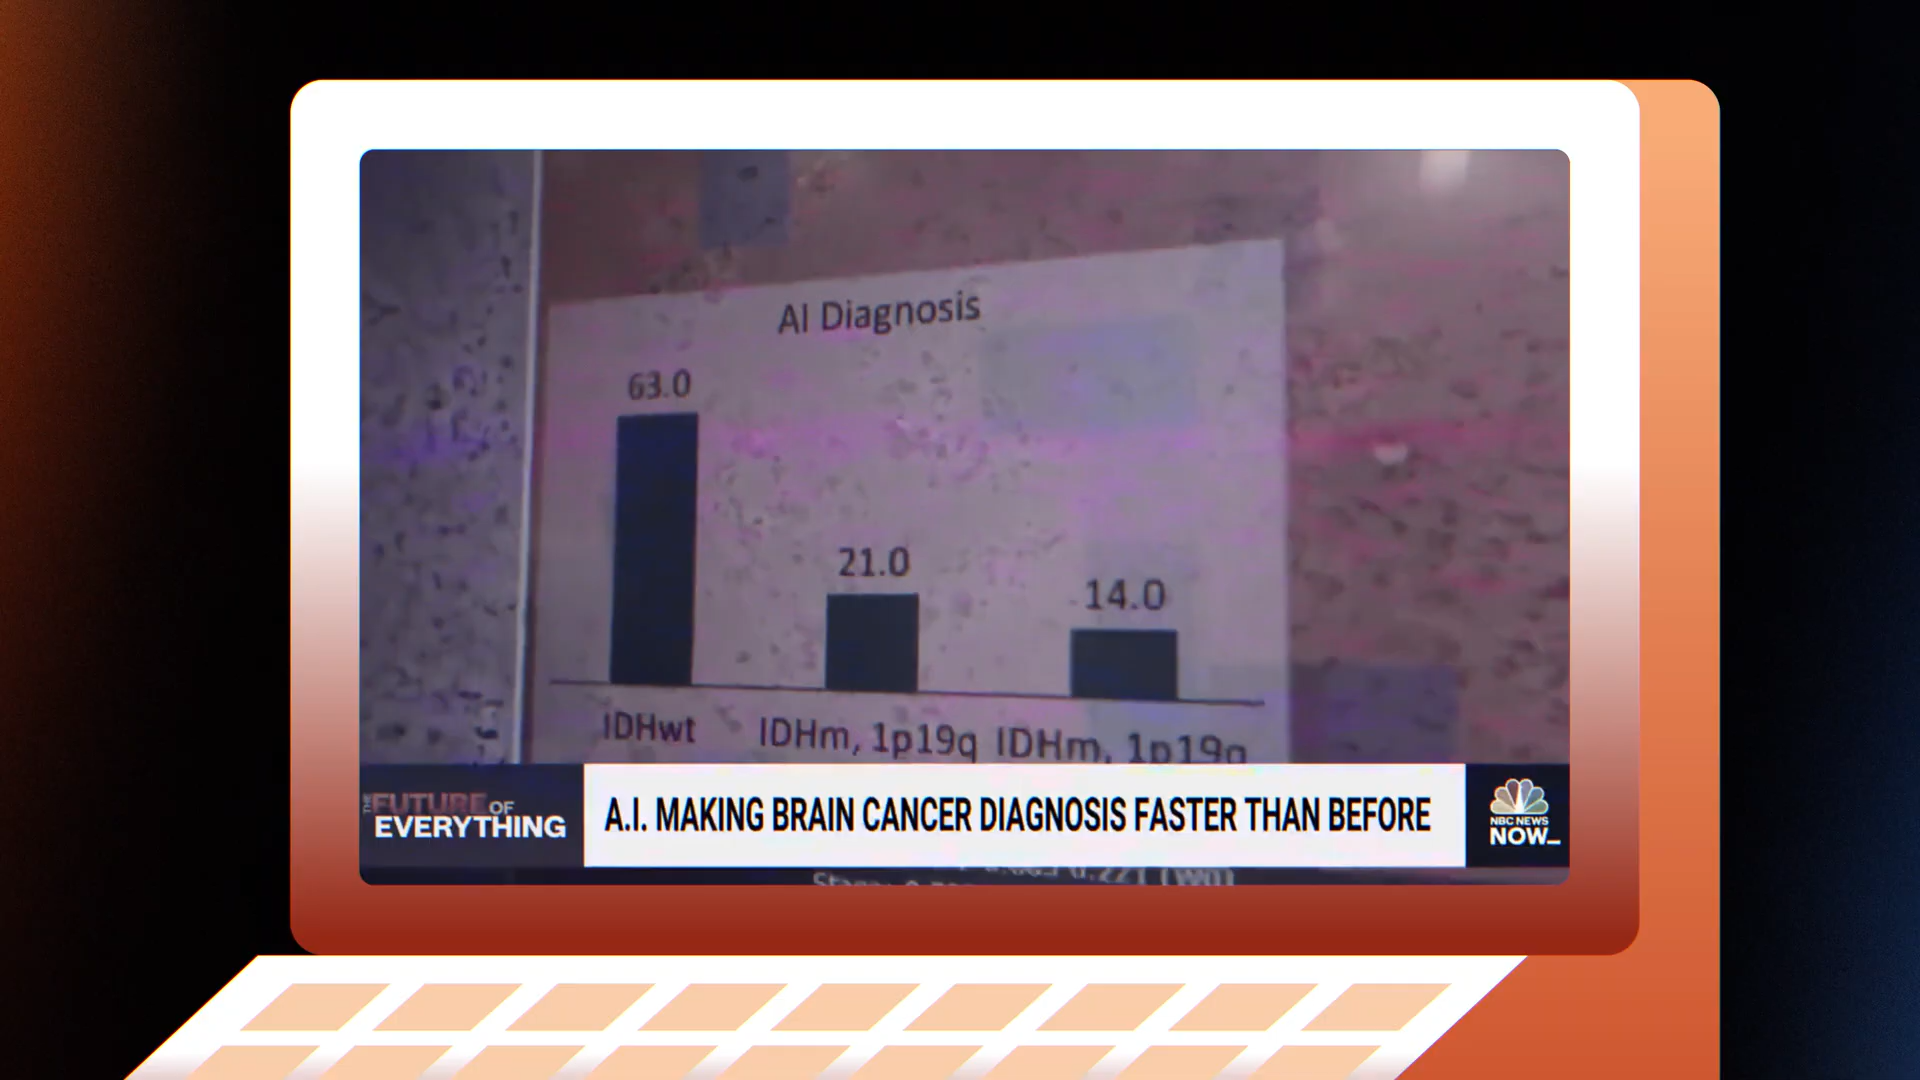 AI Diagnosis
63.0
21.0
14.0
IDHwt
IDHm, 1p19q
IDHm, 1p19q
THE FUTURE OF
EVERYTHING
A.I. MAKING BRAIN CANCER DIAGNOSIS FASTER THAN BEFORE
NBC NEWS
NOW